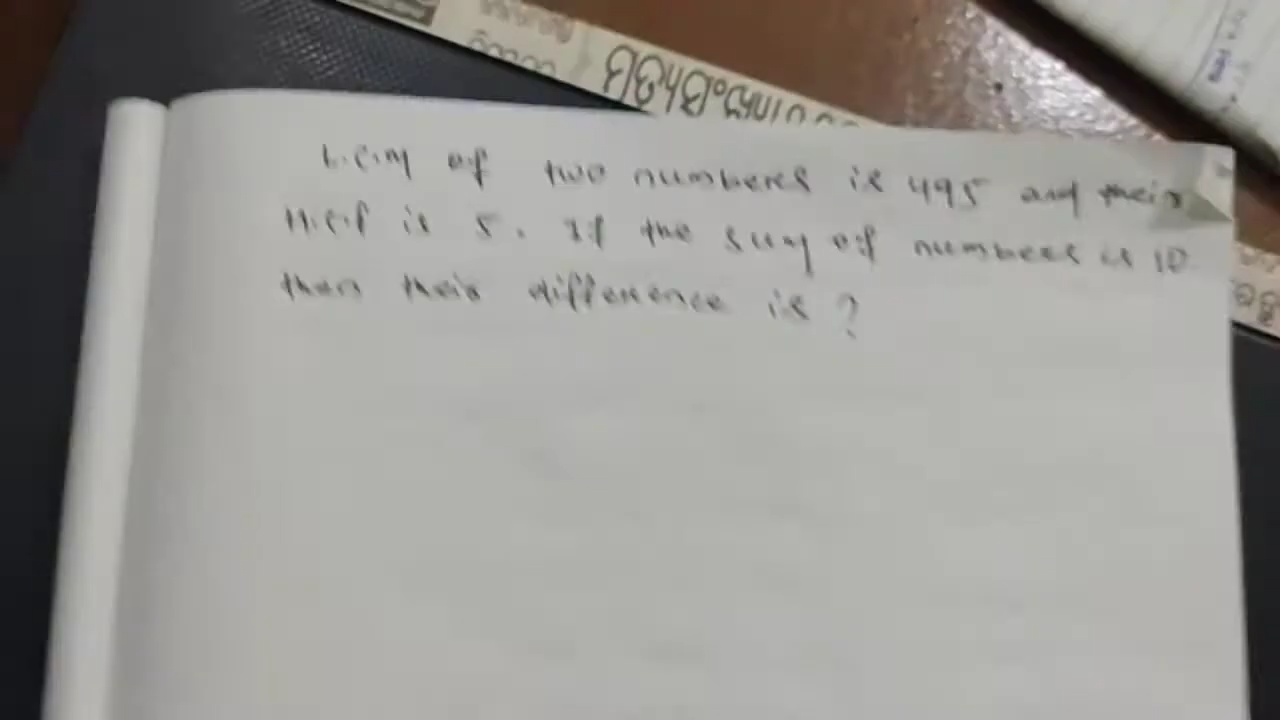 L.C.M of two numbers is 495 and their
H.C.F is 5. If the sum of numbers is 10
then their difference is ?